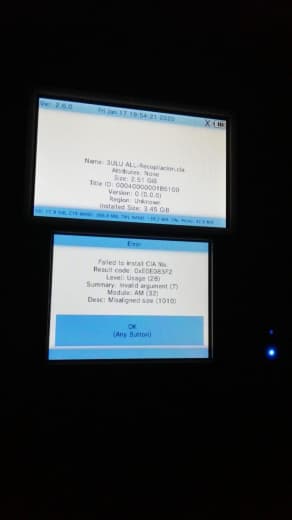 Ver. 2.0.0
Fri Jan 17 19:54:21 2020
X
Name: 3ULU ALL-Recopilacion.cia
Attributes: None
Size: 2.51 GiB
Title ID: 00040000001B5100
Version: 0 (0.0.0)
Region: Unknown
Installed Size: 3.45 GiB
Error
Failed to install CIA file.
Result code: 0xE0E083F2
Level: Usage (28)
Summary: Invalid argument (7)
Module: AM (32)
Desc: Misaligned size (1010)
OK
(Any Button)